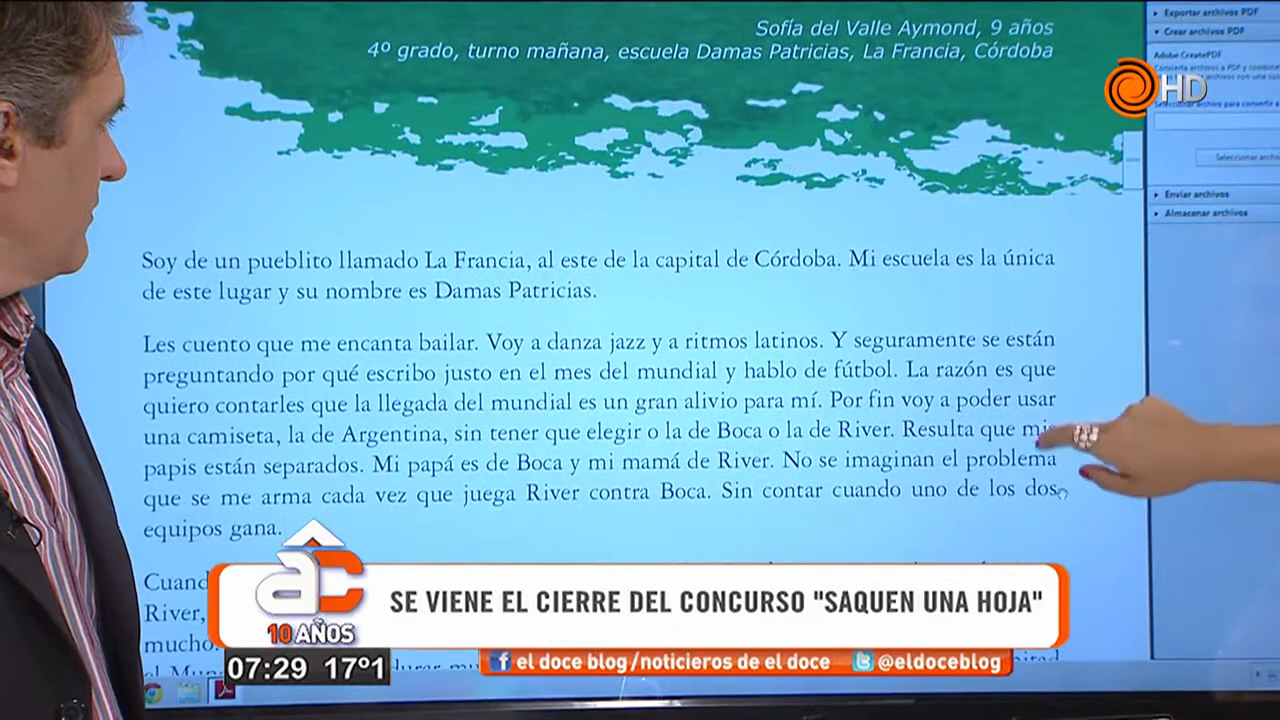 Sofía del Valle Aymond, 9 años
4º grado, turno mañana, escuela Damas Patricias, La Francia, Córdoba
HD
Exportar archivos PDF
Crear archivos PDF
Adobe CreatePDF
Enviar archivos
Almacenar archivos
Soy de un pueblito llamado La Francia, al este de la capital de Córdoba. Mi escuela es la única
de este lugar y su nombre es Damas Patricias.
Les cuento que me encanta bailar. Voy a danza jazz y a ritmos latinos. Y seguramente se están
preguntando por qué escribo justo en el mes del mundial y hablo de fútbol. La razón es que
quiero contarles que la llegada del mundial es un gran alivio para mí. Por fin voy a poder usar
una camiseta, la de Argentina, sin tener que elegir o la de Boca o la de River. Resulta que mis
papis están separados. Mi papá es de Boca y mi mamá de River. No se imaginan el problema
que se me arma cada vez que juega River contra Boca. Sin contar cuando uno de los dos
equipos gana.
Cuand
River,
mucho.
âc
10 AÑOS
SE VIENE EL CIERRE DEL CONCURSO "SAQUEN UNA HOJA"
07:29 17º1
f el doce blog/noticieros de el doce @eldoceblog